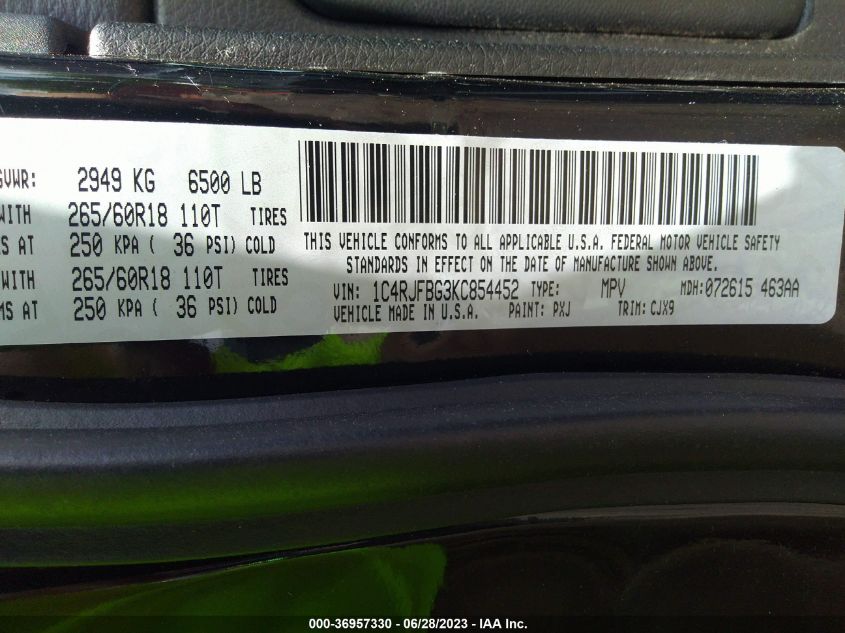 GVWR: 2949 KG 6500 LB
WITH 265/60R18 110T TIRES
AT 250 KPA ( 36 PSI) COLD
WITH 265/60R18 110T TIRES
MS AT 250 KPA ( 36 PSI) COLD
THIS VEHICLE CONFORMS TO ALL APPLICABLE U.S.A. FEDERAL MOTOR VEHICLE SAFETY
STANDARDS IN EFFECT ON THE DATE OF MANUFACTURE SHOWN ABOVE.
VIN: 1C4RJFBG3KC854452 TYPE: MPV MDH:072615 463AA
VEHICLE MADE IN U.S.A. PAINT: PXJ TRIM: CJX9
000-36957330 - 06/28/2023 - IAA Inc.